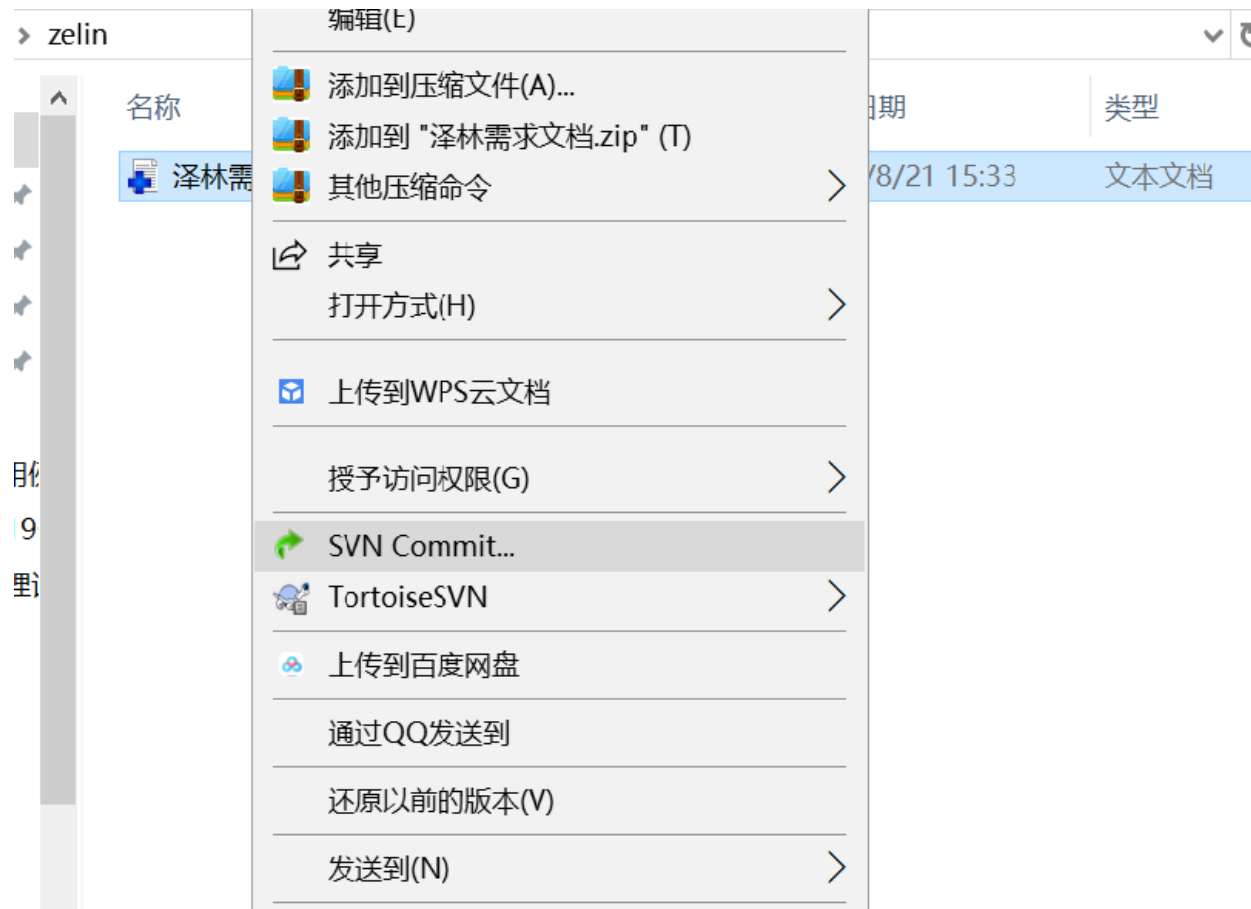 zelin
编辑(E)
名称
日期
类型
添加到压缩文件(A)...
添加到 "泽林需求文档.zip" (T)
泽林需
/8/21 15:33
文本文档
其他压缩命令
共享
打开方式(H)
上传到WPS云文档
授予访问权限(G)
9
SVN Commit...
TortoiseSVN
上传到百度网盘
通过QQ发送到
还原以前的版本(V)
发送到(N)